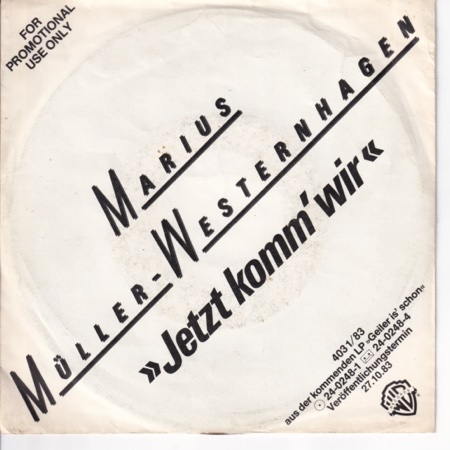 FOR
PROMOTIONAL
USE ONLY
MARIUS
MÜLLER-WESTERNHAGEN
»Jetzt komm' wir«
4031/83
aus der kommenden LP »Geiler is' schon«
24-0248-1 24-0248-4
Veröffentlichungstermin
27.10.83